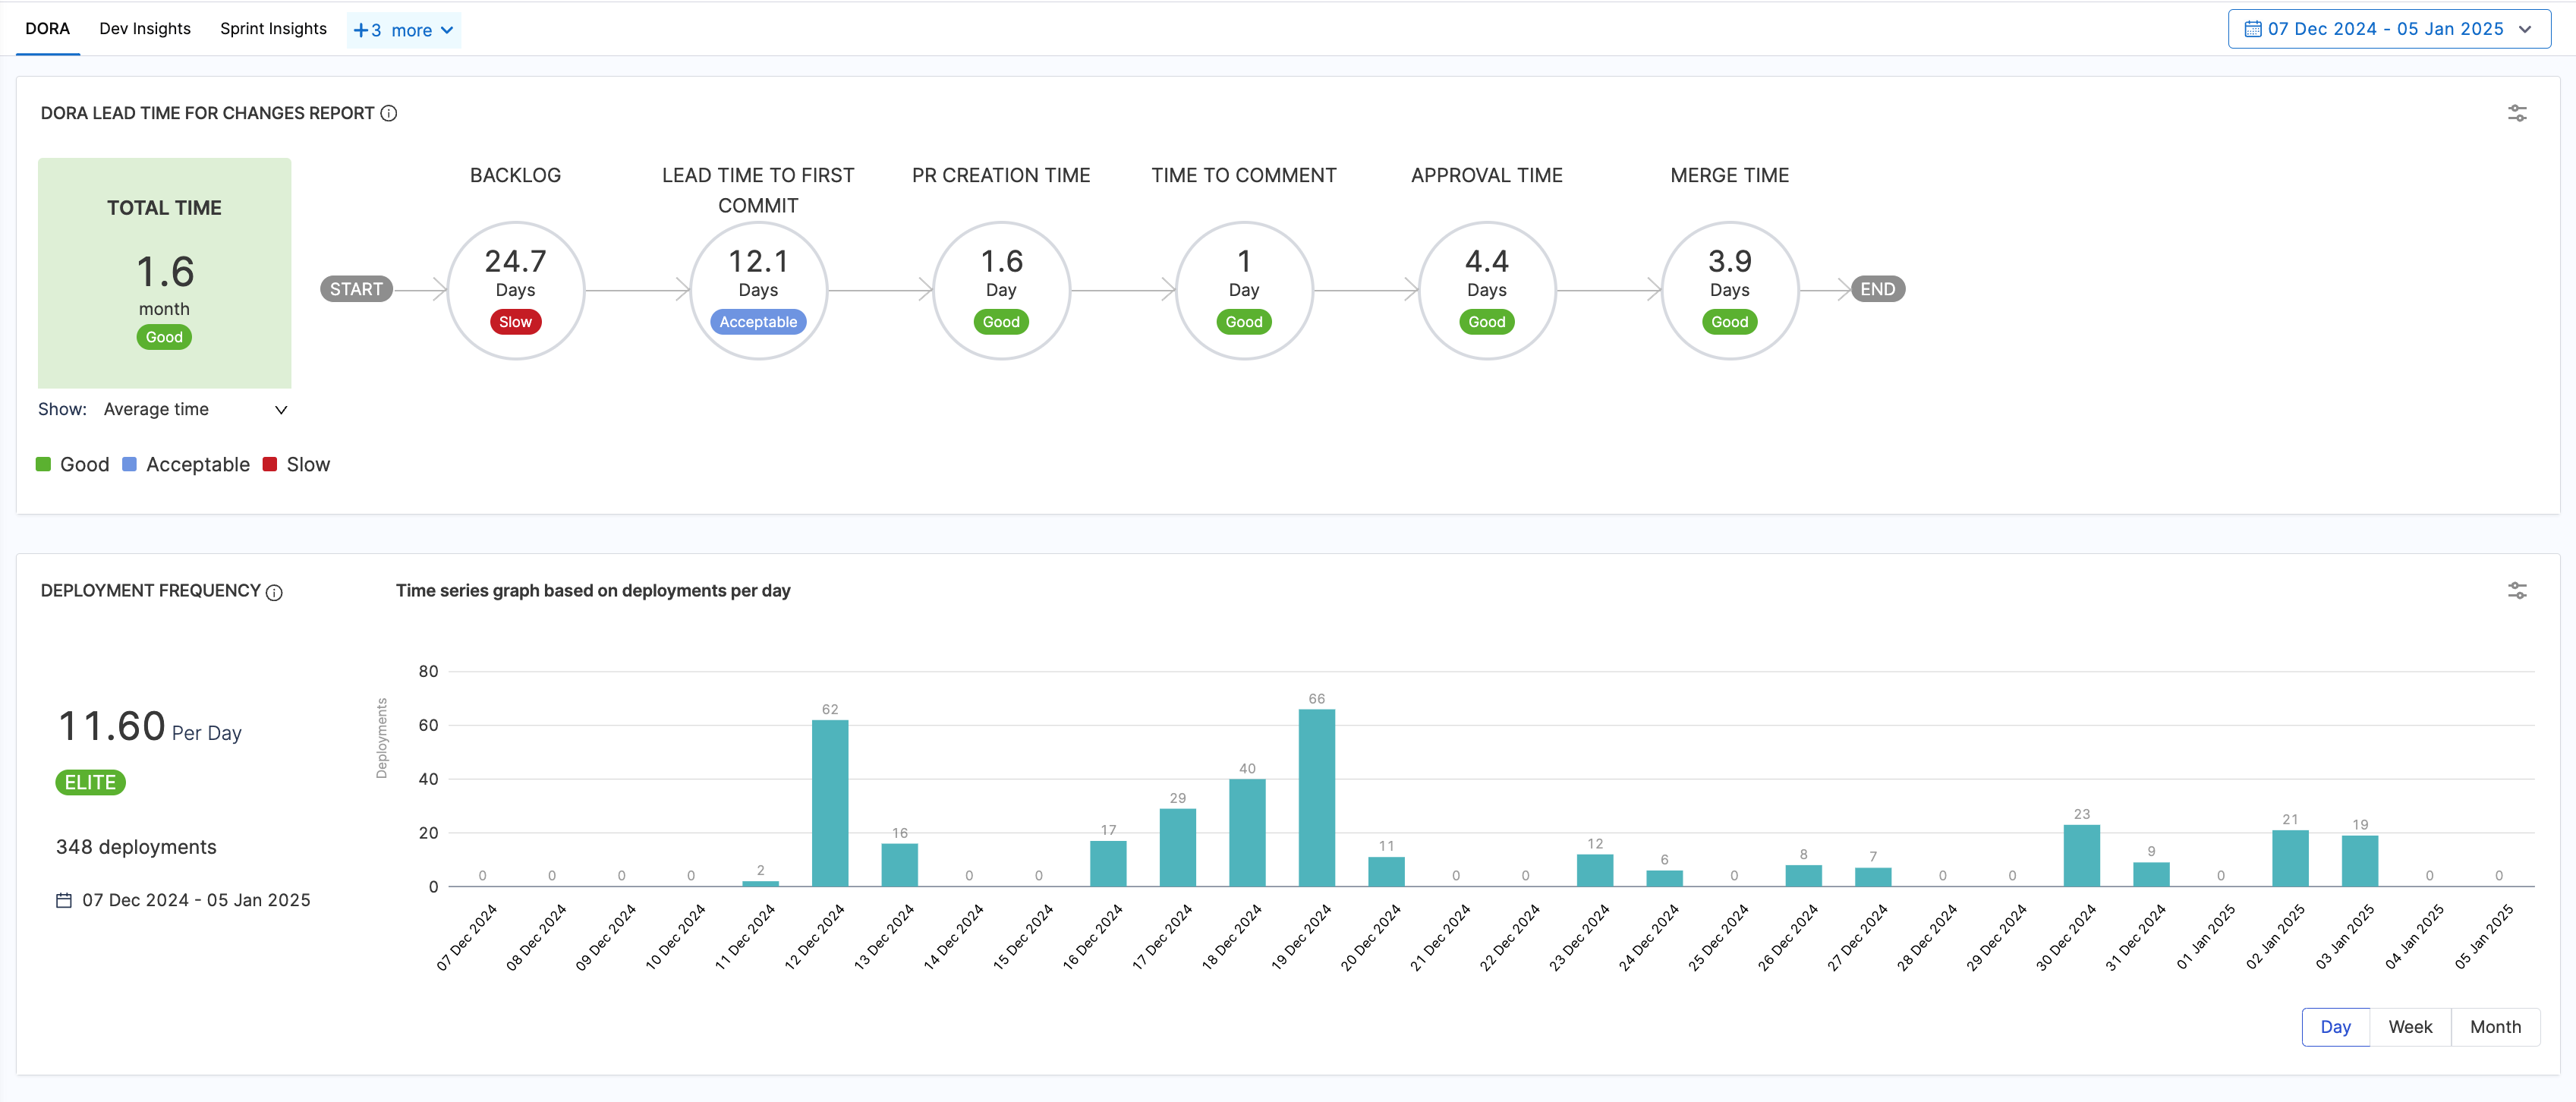 DORA Dev Insights Sprint Insights +3 more 07 Dec 2024 - 05 Jan 2025
DORA LEAD TIME FOR CHANGES REPORT
TOTAL TIME
1.6
month
Good
Show: Average time
Good Acceptable Slow
START
BACKLOG
24.7
Days
Slow
LEAD TIME TO FIRST
COMMIT
12.1
Days
Acceptable
PR CREATION TIME
1.6
Day
Good
TIME TO COMMENT
1
Day
Good
APPROVAL TIME
4.4
Days
Good
MERGE TIME
3.9
Days
Good
END
DEPLOYMENT FREQUENCY
11.60 Per Day
ELITE
348 deployments
07 Dec 2024 - 05 Jan 2025
Time series graph based on deployments per day
Deployments
80
60
40
20
0
0 0 0 0 2 62 16 0 0 17 29 40 66 11 0 0 12 6 0 8 7 0 0 23 9 0 21 19 0 0
07 Dec 2024
08 Dec 2024
09 Dec 2024
10 Dec 2024
11 Dec 2024
12 Dec 2024
13 Dec 2024
14 Dec 2024
15 Dec 2024
16 Dec 2024
17 Dec 2024
18 Dec 2024
19 Dec 2024
20 Dec 2024
21 Dec 2024
22 Dec 2024
23 Dec 2024
24 Dec 2024
25 Dec 2024
26 Dec 2024
27 Dec 2024
28 Dec 2024
29 Dec 2024
30 Dec 2024
31 Dec 2024
01 Jan 2025
02 Jan 2025
03 Jan 2025
04 Jan 2025
05 Jan 2025
Day Week Month